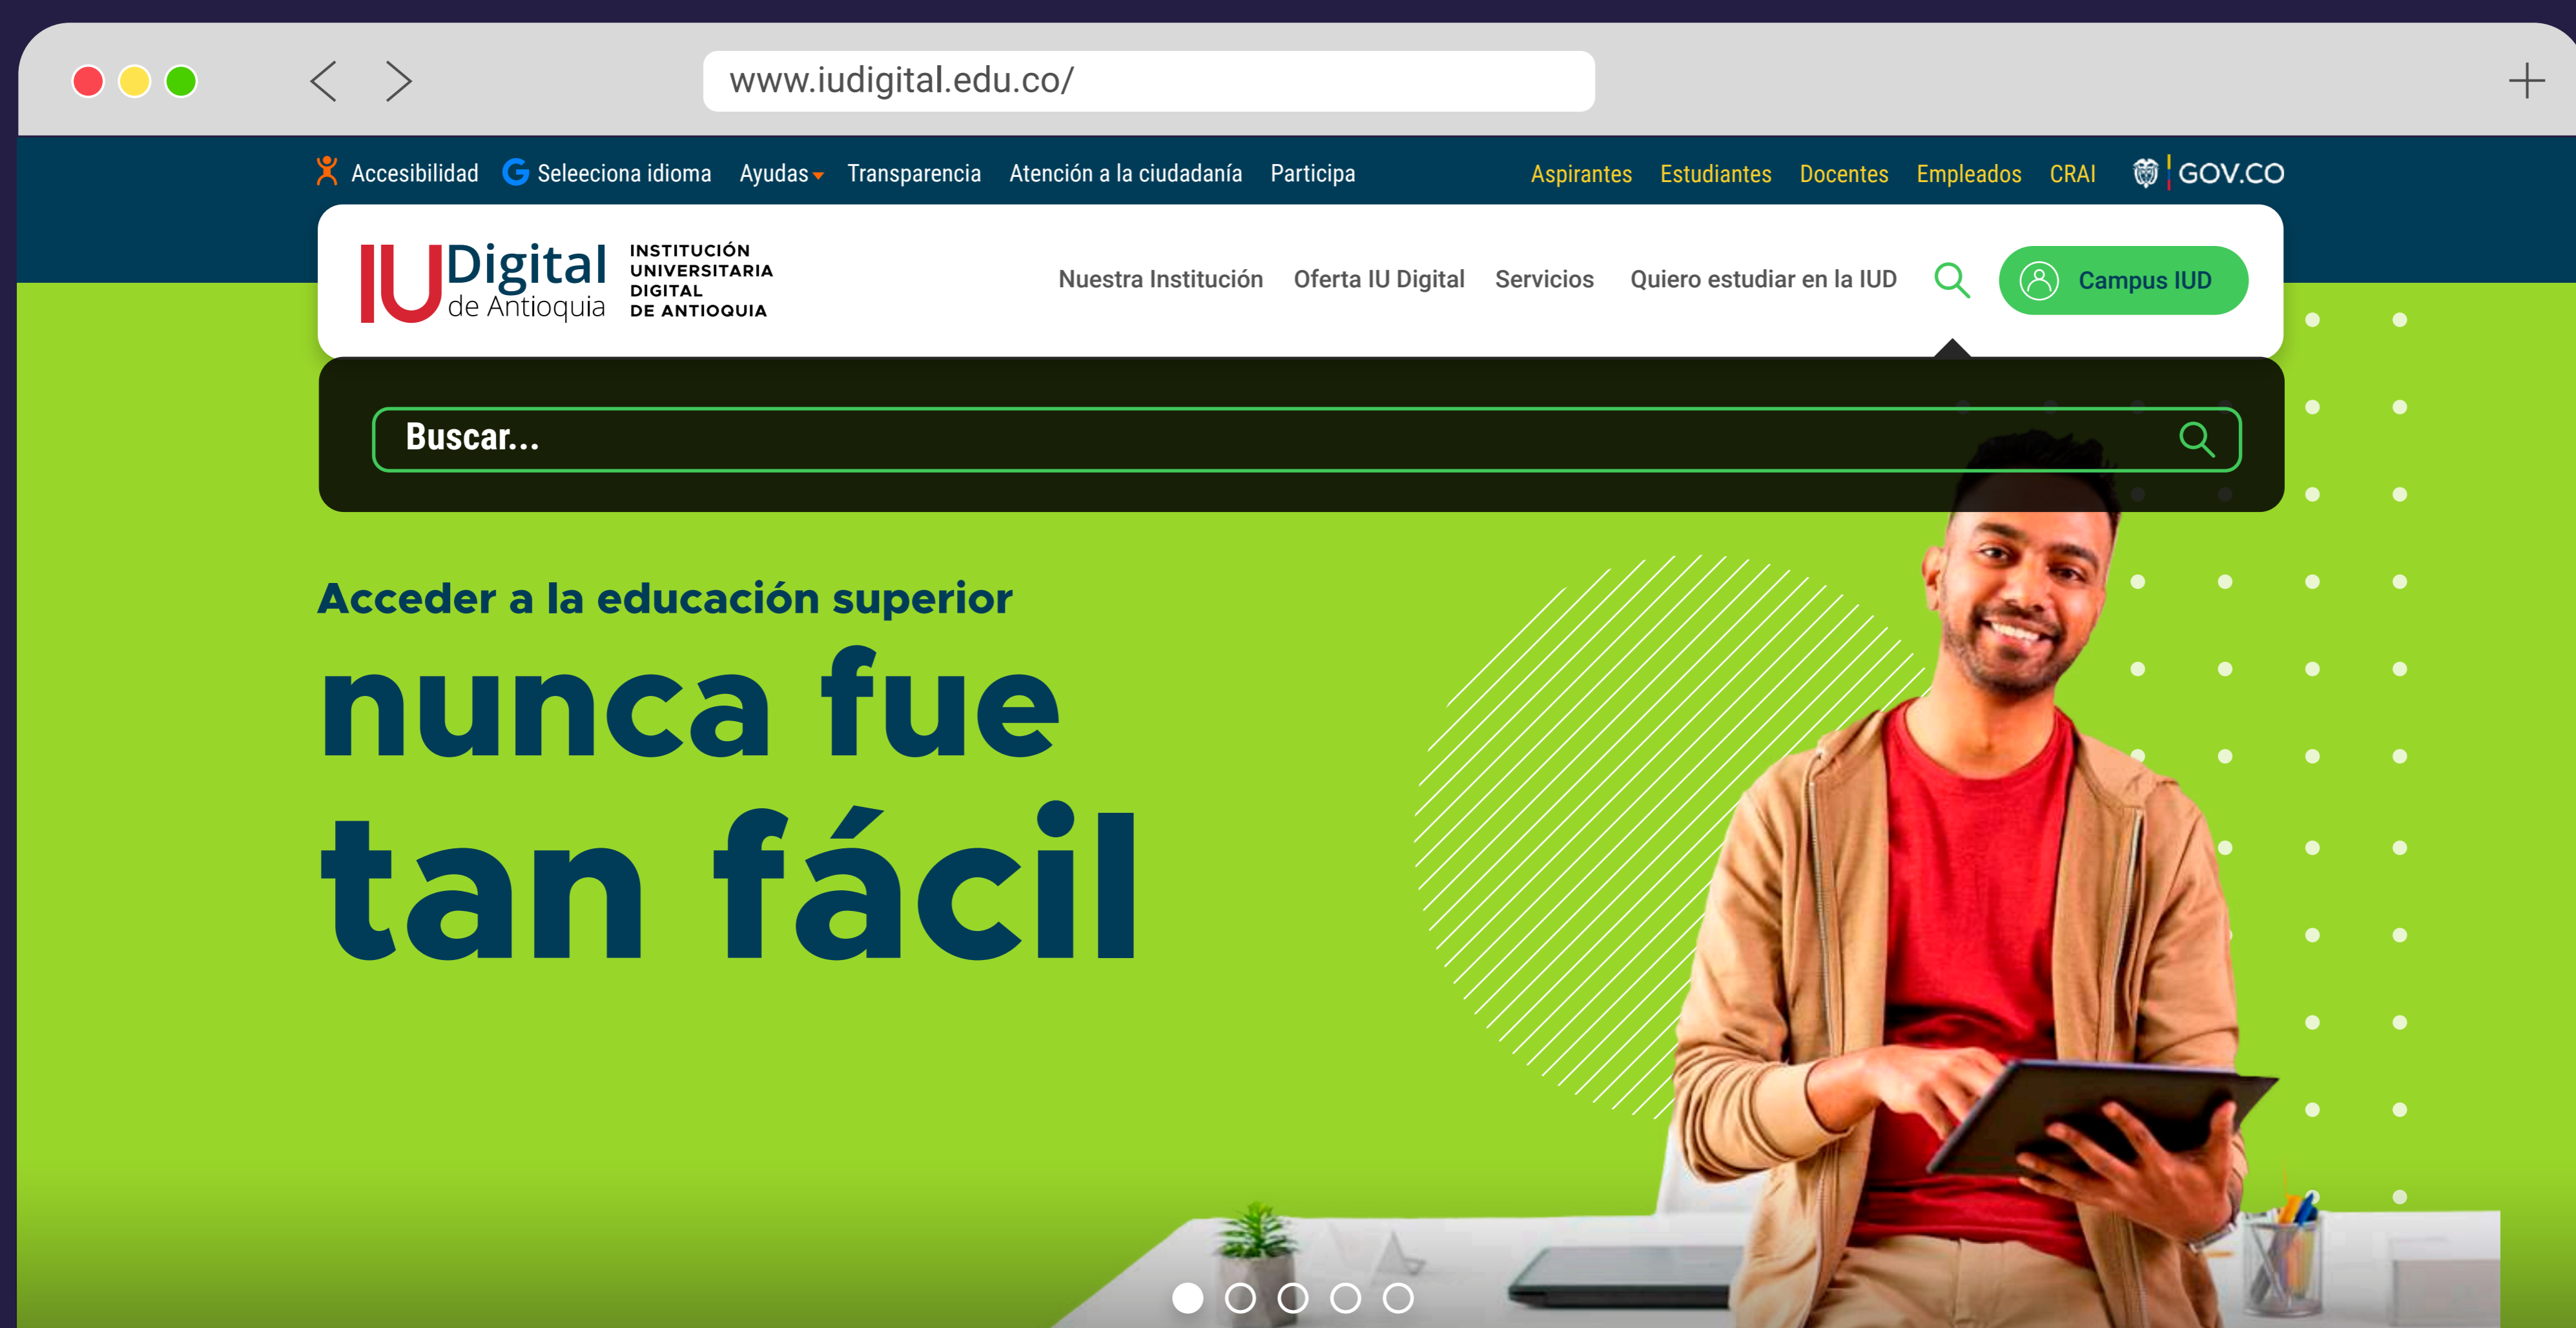 www.iudigital.edu.co/
Accesibilidad Seleeciona idioma Ayudas Transparencia Atención a la ciudadanía Participa Aspirantes Estudiantes Docentes Empleados CRAI GOV.CO
IUDigital
de Antioquia
INSTITUCIÓN
UNIVERSITARIA
DIGITAL
DE ANTIOQUIA
Nuestra Institución Oferta IU Digital Servicios Quiero estudiar en la IUD Campus IUD
Buscar...
Acceder a la educación superior
nunca fue
tan fácil